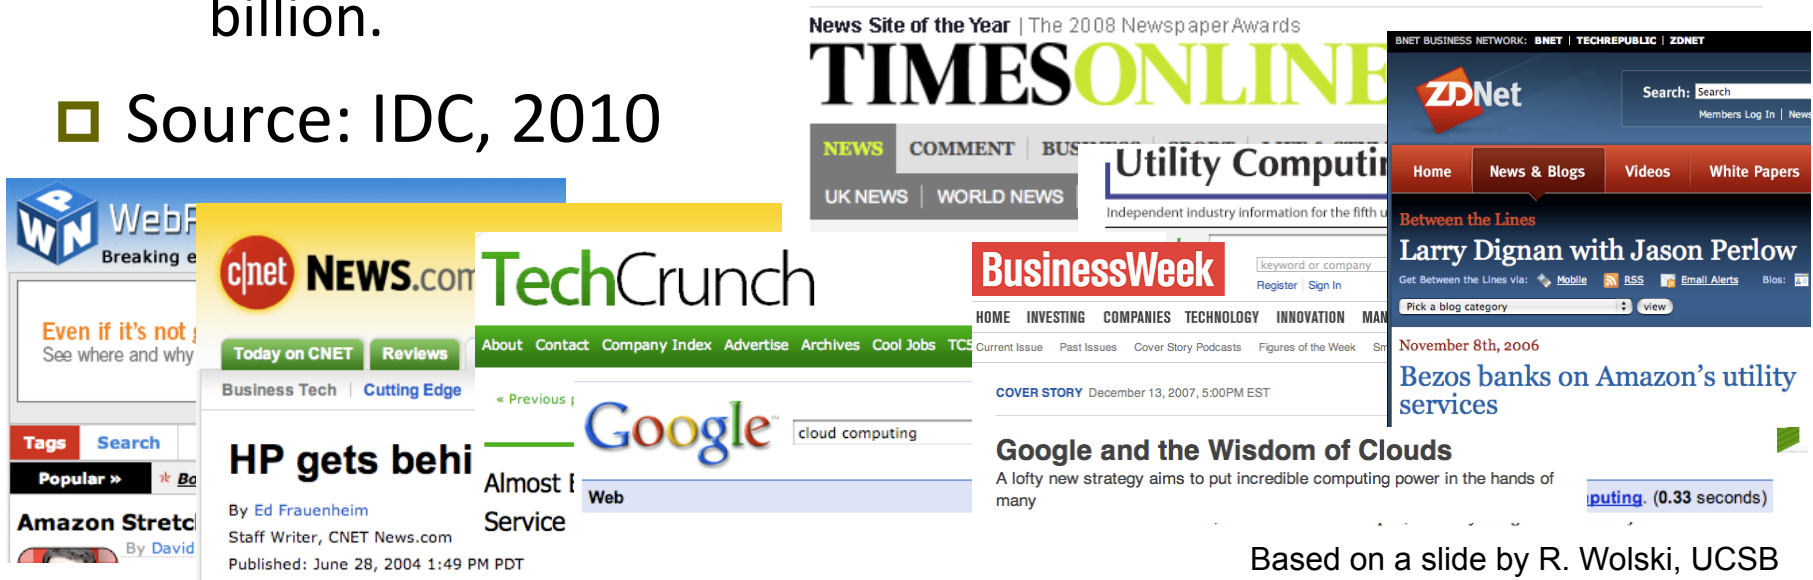 billion.
Source: IDC, 2010
News Site of the Year | The 2008 Newspaper Awards
TIMESONLINE
NEWS COMMENT
UK NEWS WORLD NEWS
Utility
Independent industry information for the fifth
BNET BUSINESS NETWORK: BNET | TECHREPUBLIC | ZDNET
ZDNet
Search: Search
Members Log In |
Home News & Blogs Videos White Papers
Between the Lines
Larry Dignan with Jason Perlow
Get Between the Lines via: Mobile RSS Email Alerts Bios:
Pick a blog category view
November 8th, 2006
Bezos banks on Amazon's utility
services
PWN
Breaking
Even if it's not
See where and why
Tags Search
Popular »
Amazon
By David
c|net NEWS.com
Today on CNET Reviews
Business Tech | Cutting Edge
HP gets
By Ed Frauenheim
Staff Writer, CNET News.com
Published: June 28, 2004 1:49 PM PDT
TechCrunch
About Contact Company Index Advertise Archives Cool Jobs
« Previous
Almost
Service
Google™ cloud computing
Web
BusinessWeek
keyword or company
Register | Sign In
HOME INVESTING COMPANIES TECHNOLOGY INNOVATION
Current Issue Past Issues Cover Story Podcasts Figures of the Week
COVER STORY December 13, 2007, 5:00PM EST
Google and the Wisdom of Clouds
A lofty new strategy aims to put incredible computing power in the hands of
many
puting. (0.33 seconds)
Based on a slide by R. Wolski, UCSB